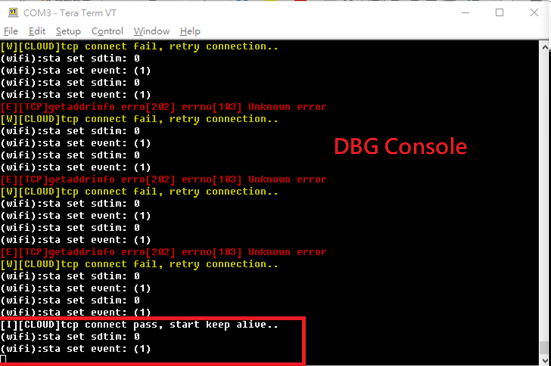 COM3 - Tera Term VT
File Edit Setup Control Window Help
[W][CLOUD]tcp connect fail, retry connection..
(wifi):sta set sdtim: 0
(wifi):sta set event: (1)
(wifi):sta set sdtim: 0
(wifi):sta set event: (1)
[E][TCP]getaddrinfo erro[202] errno[103] Unknown error
[W][CLOUD]tcp connect fail, retry connection..
(wifi):sta set sdtim: 0
(wifi):sta set event: (1)
(wifi):sta set sdtim: 0
(wifi):sta set event: (1)
DBG Console
[E][TCP]getaddrinfo erro[202] errno[103] Unknown error
[W][CLOUD]tcp connect fail, retry connection..
(wifi):sta set sdtim: 0
(wifi):sta set event: (1)
(wifi):sta set sdtim: 0
(wifi):sta set event: (1)
[E][TCP]getaddrinfo erro[202] errno[103] Unknown error
[W][CLOUD]tcp connect fail, retry connection..
(wifi):sta set sdtim: 0
(wifi):sta set event: (1)
(wifi):sta set sdtim: 0
(wifi):sta set event: (1)
[I][CLOUD]tcp connect pass, start keep alive..
(wifi):sta set sdtim: 0
(wifi):sta set event: (1)